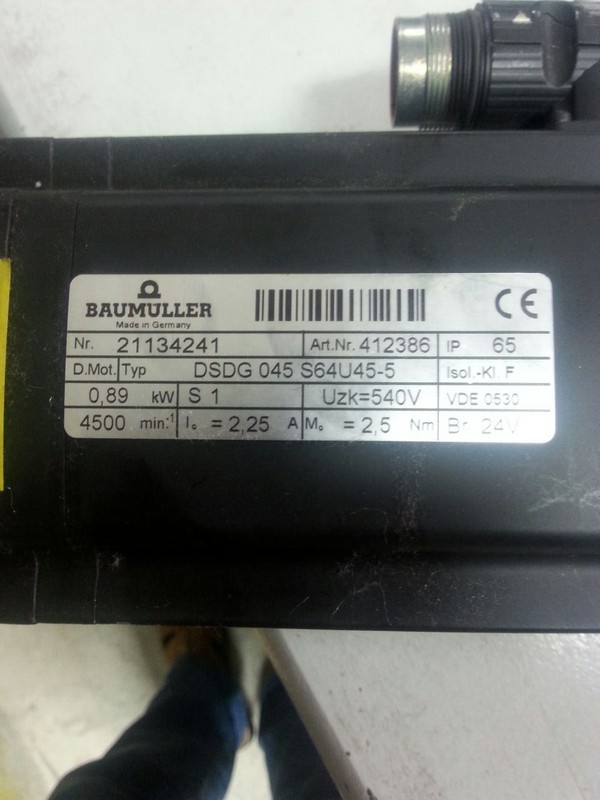 BAUMÜLLER
Made in Germany
CE
Nr. 21134241 Art.Nr. 412386 IP 65
D.Mot. Typ DSDG 045 S64U45-5 Isol.-Kl. F
0,89 kW S 1 Uzk=540V VDE 0530
4500 min.-1 I₀ = 2,25 A M₀ = 2,5 Nm Br 24V